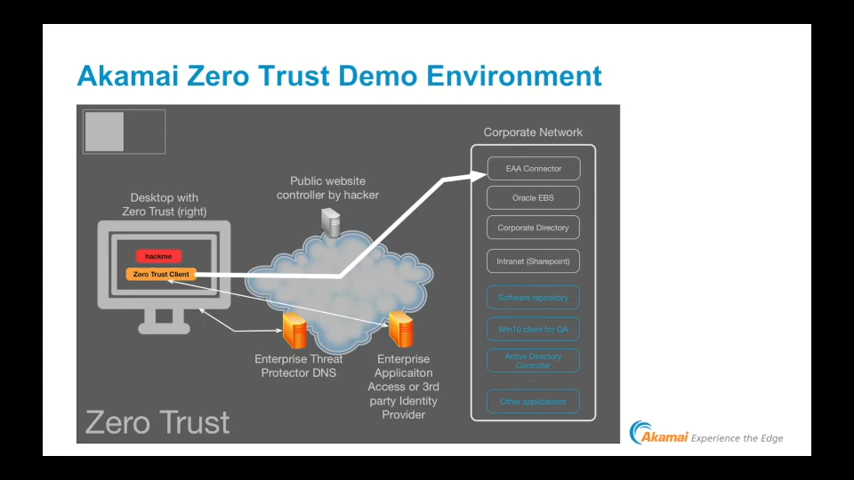 Akamai Zero Trust Demo Environment
Corporate Network
EAA Connector
Oracle EBS
Corporate Directory
Intranet (Sharepoint)
Software repository
Win10 client for QA
Active Directory
Controller
Other applications
Public website
controller by hacker
Desktop with
Zero Trust (right)
hackme
Zero Trust Client
Enterprise Threat
Protector DNS
Enterprise
Applicaiton
Access or 3rd
party Identity
Provider
Zero Trust
Akamai Experience the Edge